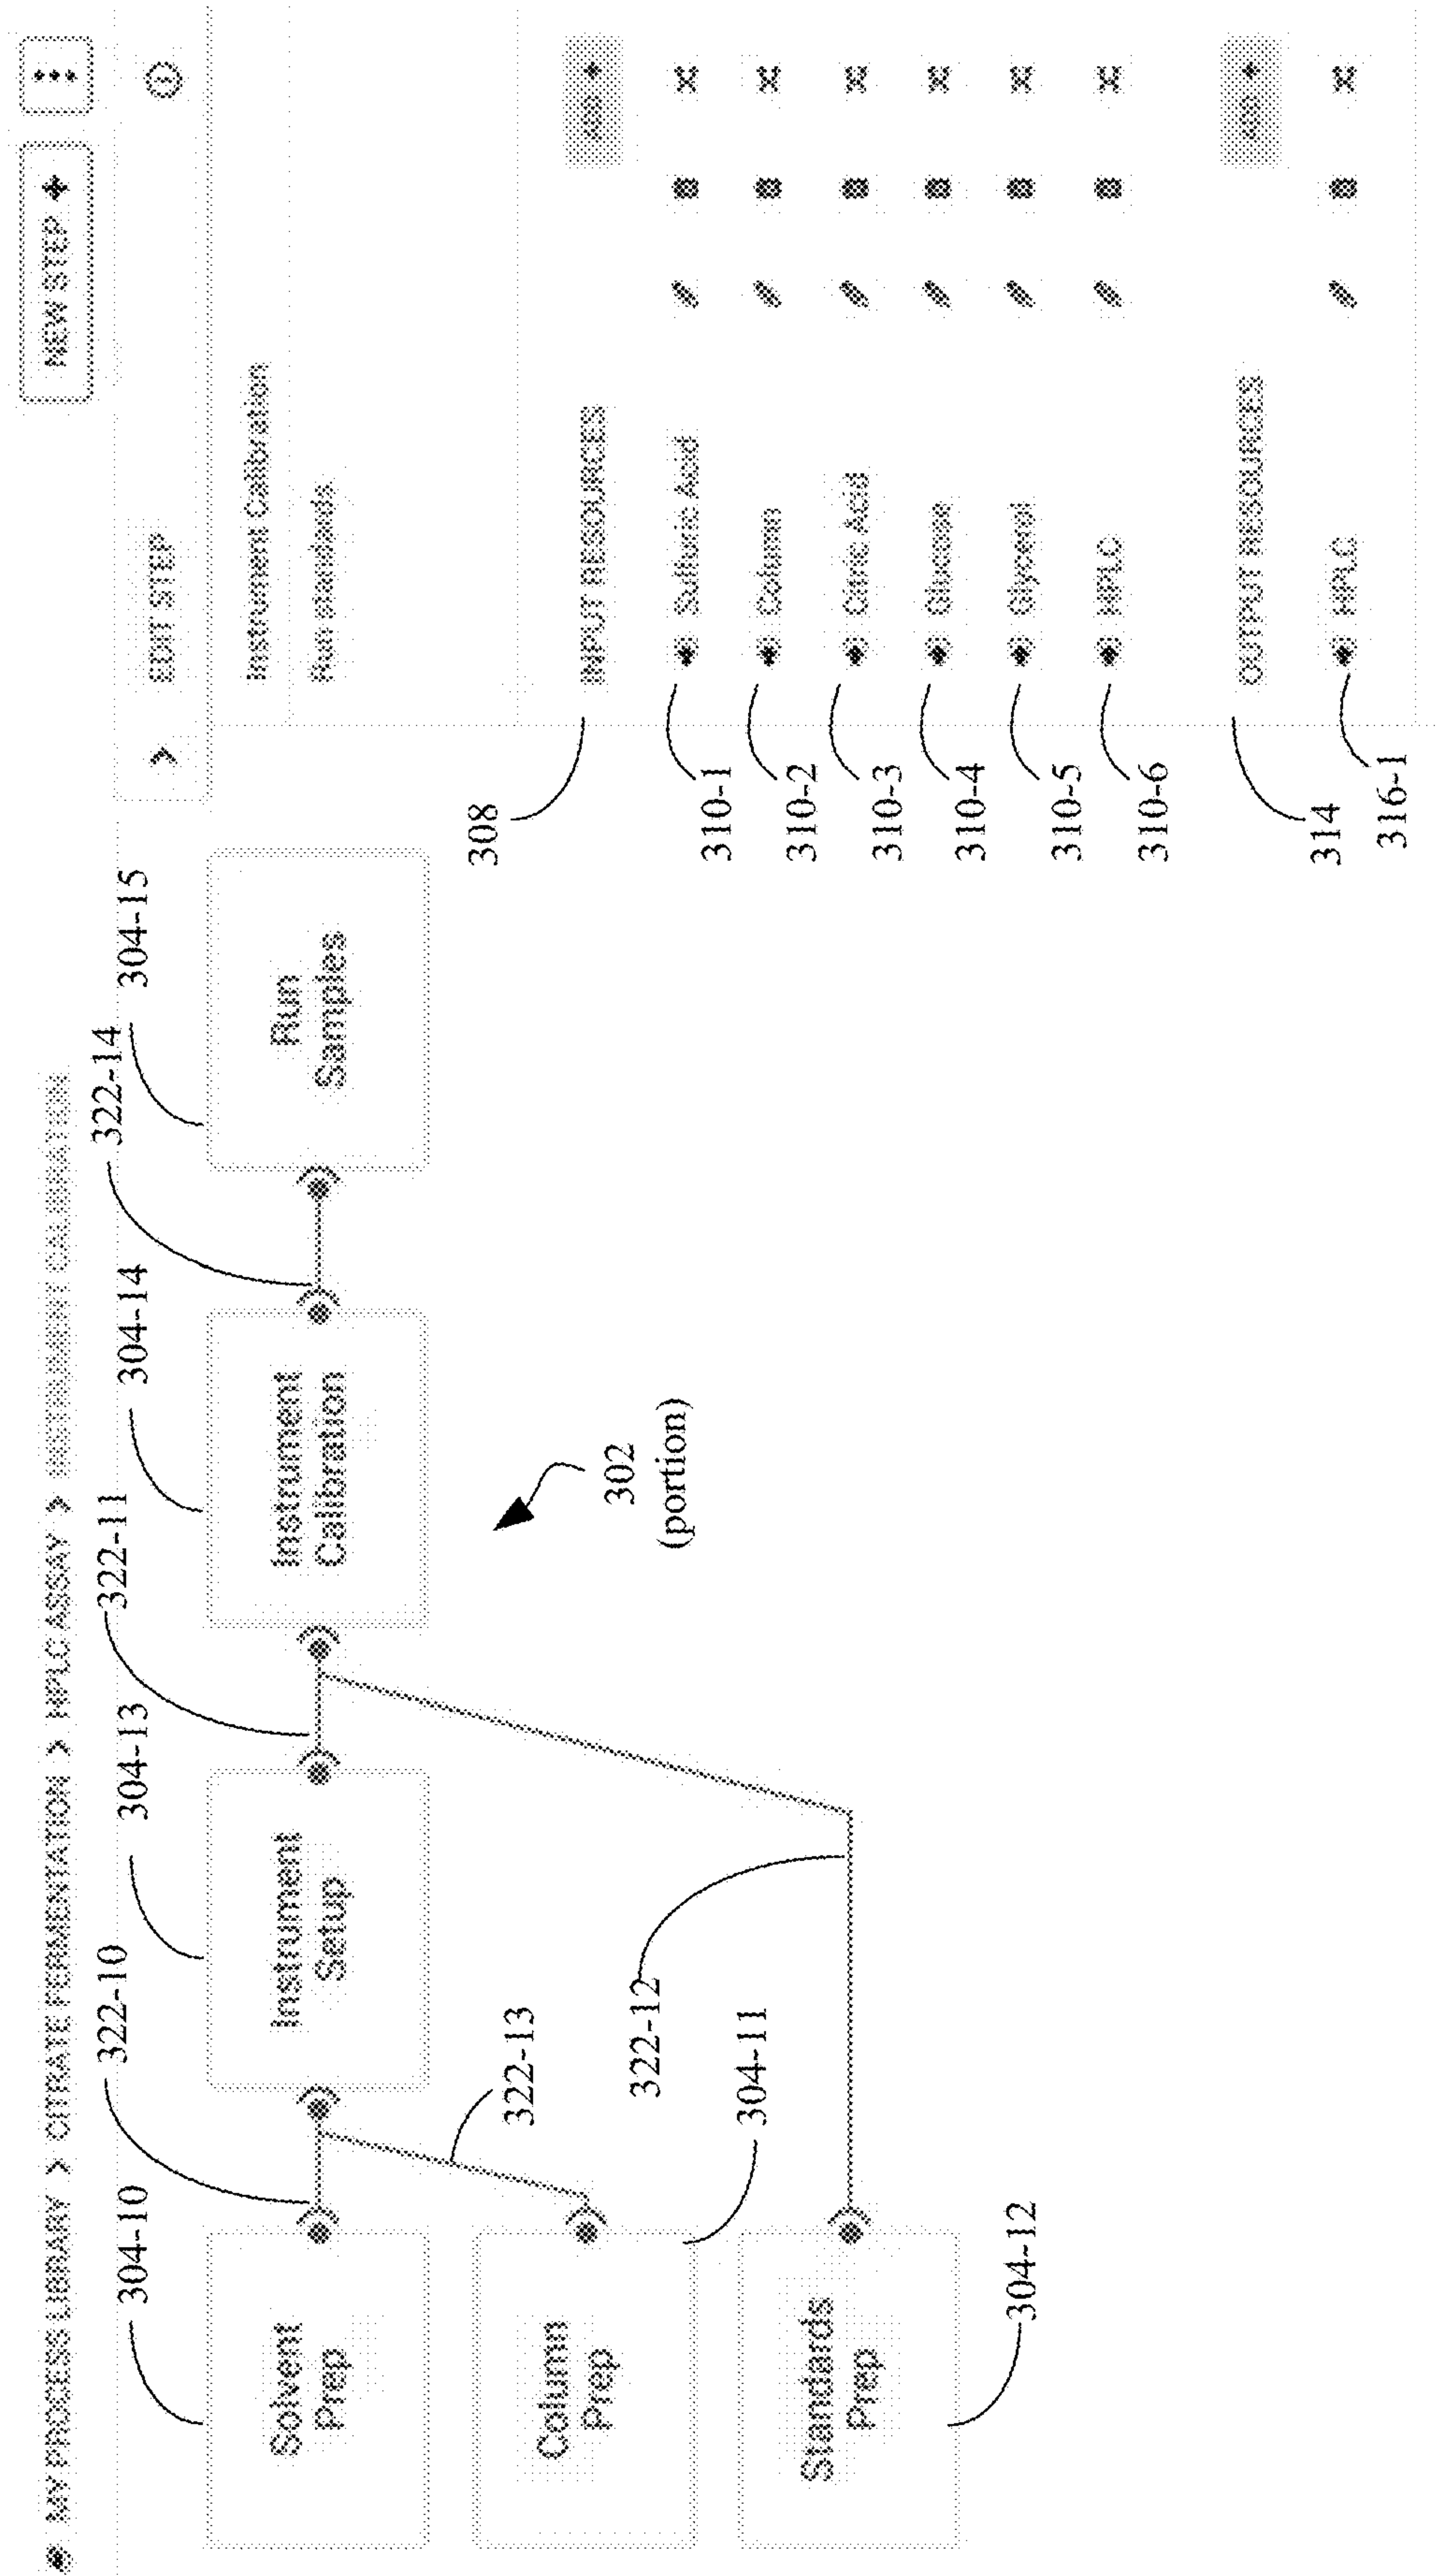 MY PROCESS LIBRARY > CITRATE FERMENTATION > HPLC ASSAY > INSTRUMENT CALIBRATION
NEW STEP +
304-10
322-10
304-13
322-11
304-14
322-14
304-15
EDIT STEP
Solvent
Prep
Instrument
Setup
Instrument
Calibration
Run
Samples
Instrument Calibration
Run standards
322-13
308
Column
Prep
302
(portion)
INPUT RESOURCES
ADD +
322-12
304-11
310-1
Sulfuric Acid
310-2
Column
Standards
Prep
310-3
Citric Acid
310-4
Glucose
304-12
310-5
Glycerol
310-6
HPLC
314
OUTPUT RESOURCES
ADD +
316-1
HPLC